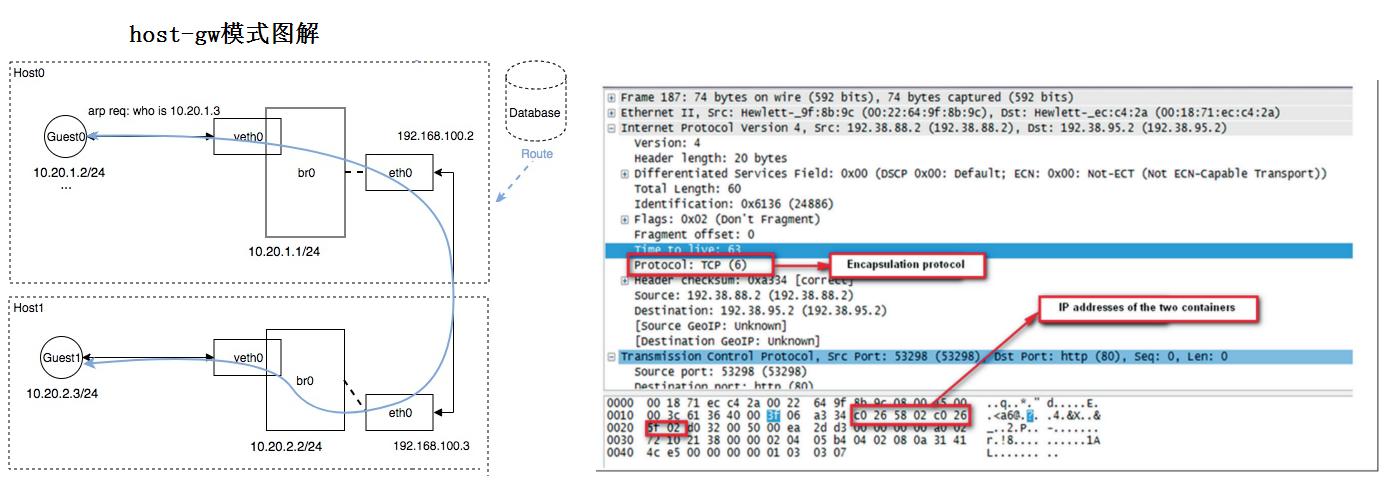 host-gw模式图解
Host0
arp req: who is 10.20.1.3
Guest0
veth0
192.168.100.2
10.20.1.2/24
...
br0
eth0
10.20.1.1/24
Database
Route
Host1
Guest1
veth0
10.20.2.3/24
br0
eth0
10.20.2.2/24
192.168.100.3
Frame 187: 74 bytes on wire (592 bits), 74 bytes captured (592 bits)
Ethernet II, Src: Hewlett-_9f:8b:9c (00:22:64:9f:8b:9c), Dst: Hewlett-_ec:c4:2a (00:18:71:ec:c4:2a)
Internet Protocol Version 4, Src: 192.38.88.2 (192.38.88.2), Dst: 192.38.95.2 (192.38.95.2)
Version: 4
Header length: 20 bytes
Differentiated Services Field: 0x00 (DSCP 0x00: Default; ECN: 0x00: Not-ECT (Not ECN-Capable Transport))
Total Length: 60
Identification: 0x6136 (24886)
Flags: 0x02 (Don't Fragment)
Fragment offset: 0
Time to live: 63
Protocol: TCP (6)
Encapsulation protocol
Header checksum: 0xa334 [correct]
Source: 192.38.88.2 (192.38.88.2)
Destination: 192.38.95.2 (192.38.95.2)
IP addresses of the two containers
[Source GeoIP: Unknown]
[Destination GeoIP: Unknown]
Transmission Control Protocol, Src Port: 53298 (53298), Dst Port: http (80), Seq: 0, Len: 0
Source port: 53298 (53298)
Destination port: http (80)
0000 00 18 71 ec c4 2a 00 22 64 9f 8b 9c 08 00 45 00 ..q..*." d.....E.
0010 00 3c 61 36 40 00 3f 06 a3 34 c0 26 58 02 c0 26 .<a6@.?. .4.&X..&
0020 5f 02 d0 32 00 50 00 ea 2d d3 00 00 00 00 a0 02 _..2.P.. -.......
0030 72 10 21 38 00 00 02 04 05 b4 04 02 08 0a 31 41 r.!8.... ......1A
0040 4c e5 00 00 00 00 01 03 03 07 L....... ..